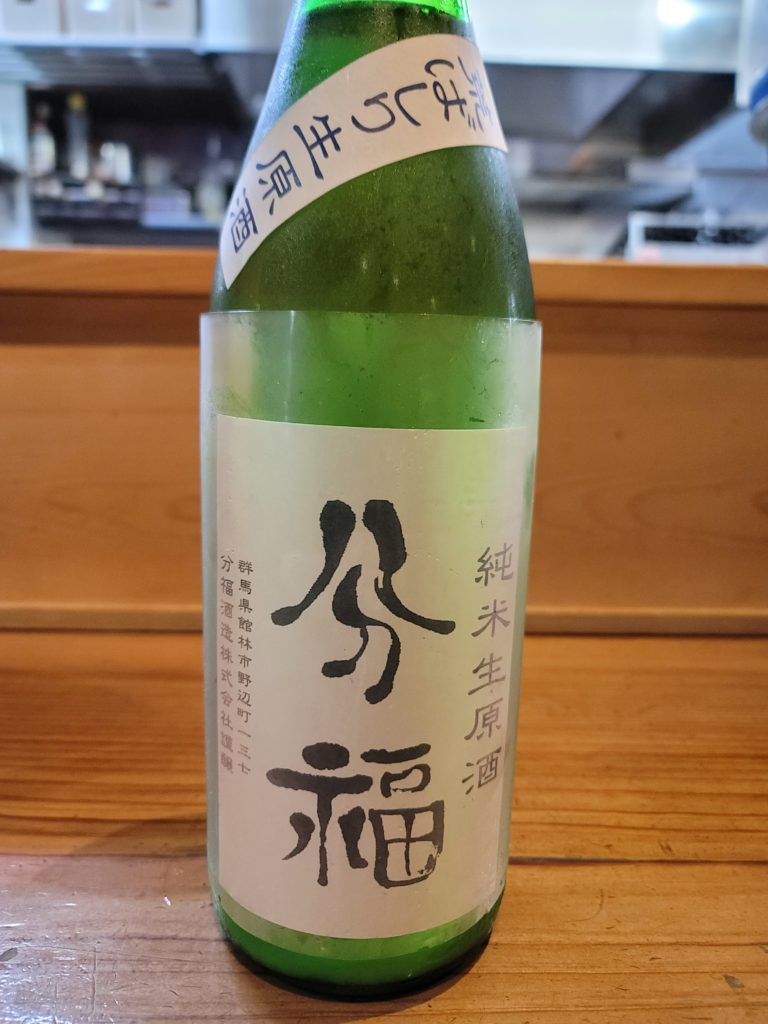 荒ばしり生原酒
純米生原酒
分福
群馬県館林市野辺町一三七
分福酒造株式会社謹醸